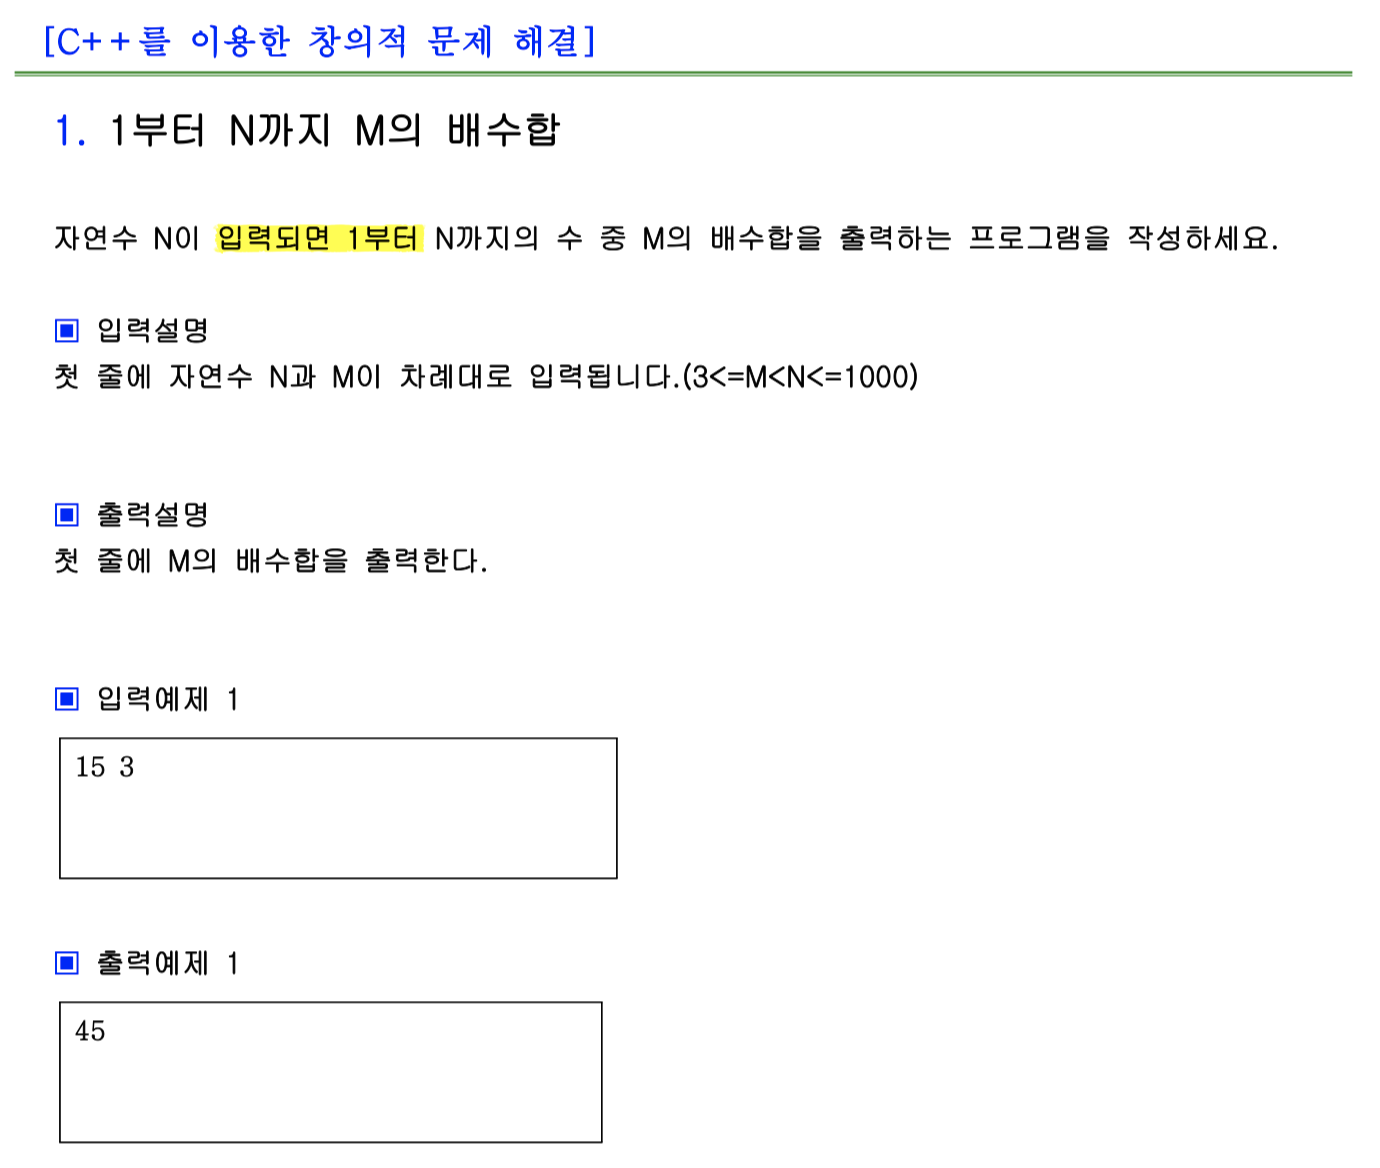 [C++를 이용한 창의적 문제 해결]
1. 1부터 N까지 M의 배수합
자연수 N이 입력되면 1부터 N까지의 수 중 M의 배수합을 출력하는 프로그램을 작성하세요.
▣ 입력설명
첫 줄에 자연수 N과 M이 차례대로 입력됩니다.(3<=M<N<=1000)
▣ 출력설명
첫 줄에 M의 배수합을 출력한다.
▣ 입력예제 1
15 3
▣ 출력예제 1
45